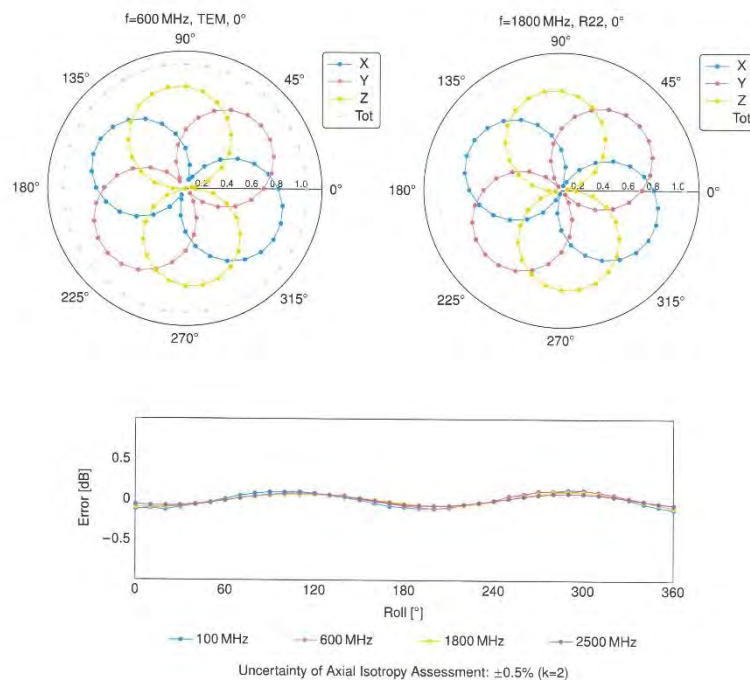 f=600 MHz, TEM, 0°
90°
135°
45°
180°
0.2 0.4 0.6 0.8 1.0
0°
225°
315°
270°
X
Y
Z
Tot
f=1800 MHz, R22, 0°
90°
135°
45°
180°
0.2 0.4 0.6 0.8 1.0
0°
225°
315°
270°
X
Y
Z
Tot
Error [dB]
0.5
0
−0.5
0 60 120 180 240 300 360
Roll [°]
100 MHz 600 MHz 1800 MHz 2500 MHz
Uncertainty of Axial Isotropy Assessment: ±0.5% (k=2)